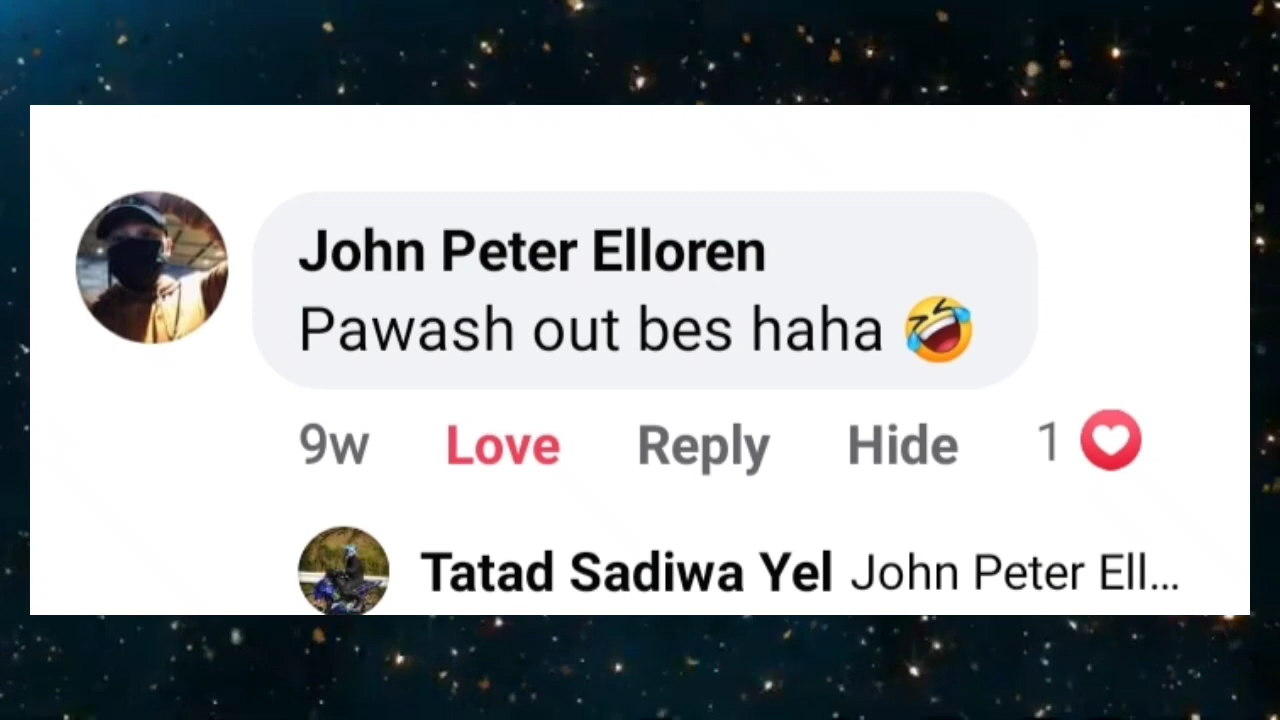 John Peter Elloren
Pawash out bes haha 🤣
9w Love Reply Hide 1
Tatad Sadiwa Yel John Peter Ell...